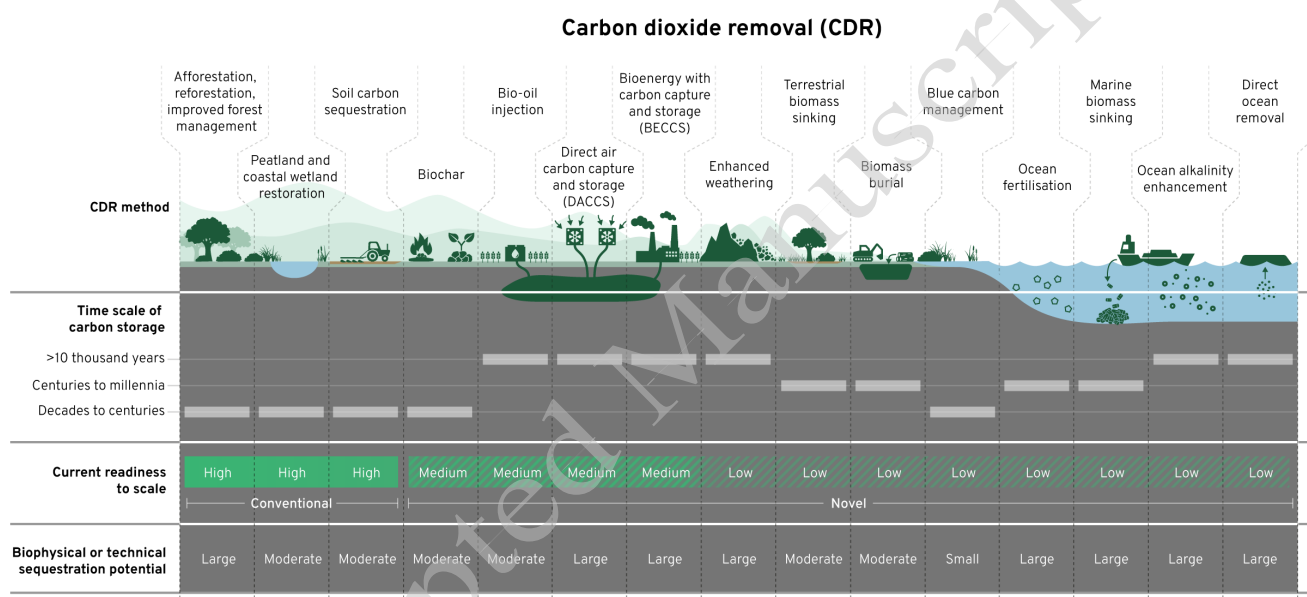 Carbon dioxide removal (CDR)
Afforestation,
reforestation,
improved forest
management
Peatland and
coastal wetland
restoration
Soil carbon
sequestration
Biochar
Bio-oil
injection
Direct air
carbon capture
and storage
(DACCS)
Bioenergy with
carbon capture
and storage
(BECCS)
Enhanced
weathering
Terrestrial
biomass
sinking
Biomass
burial
Blue carbon
management
Ocean
fertilisation
Marine
biomass
sinking
Ocean alkalinity
enhancement
Direct
ocean
removal
CDR method
Time scale of
carbon storage
>10 thousand years
Centuries to millennia
Decades to centuries
Current readiness
to scale
High High High Medium Medium Medium Medium Low Low Low Low Low Low Low Low
Conventional Novel
Biophysical or technical
sequestration potential
Large Moderate Moderate Moderate Moderate Large Large Large Moderate Moderate Small Large Large Large Large
pted Manuscrip